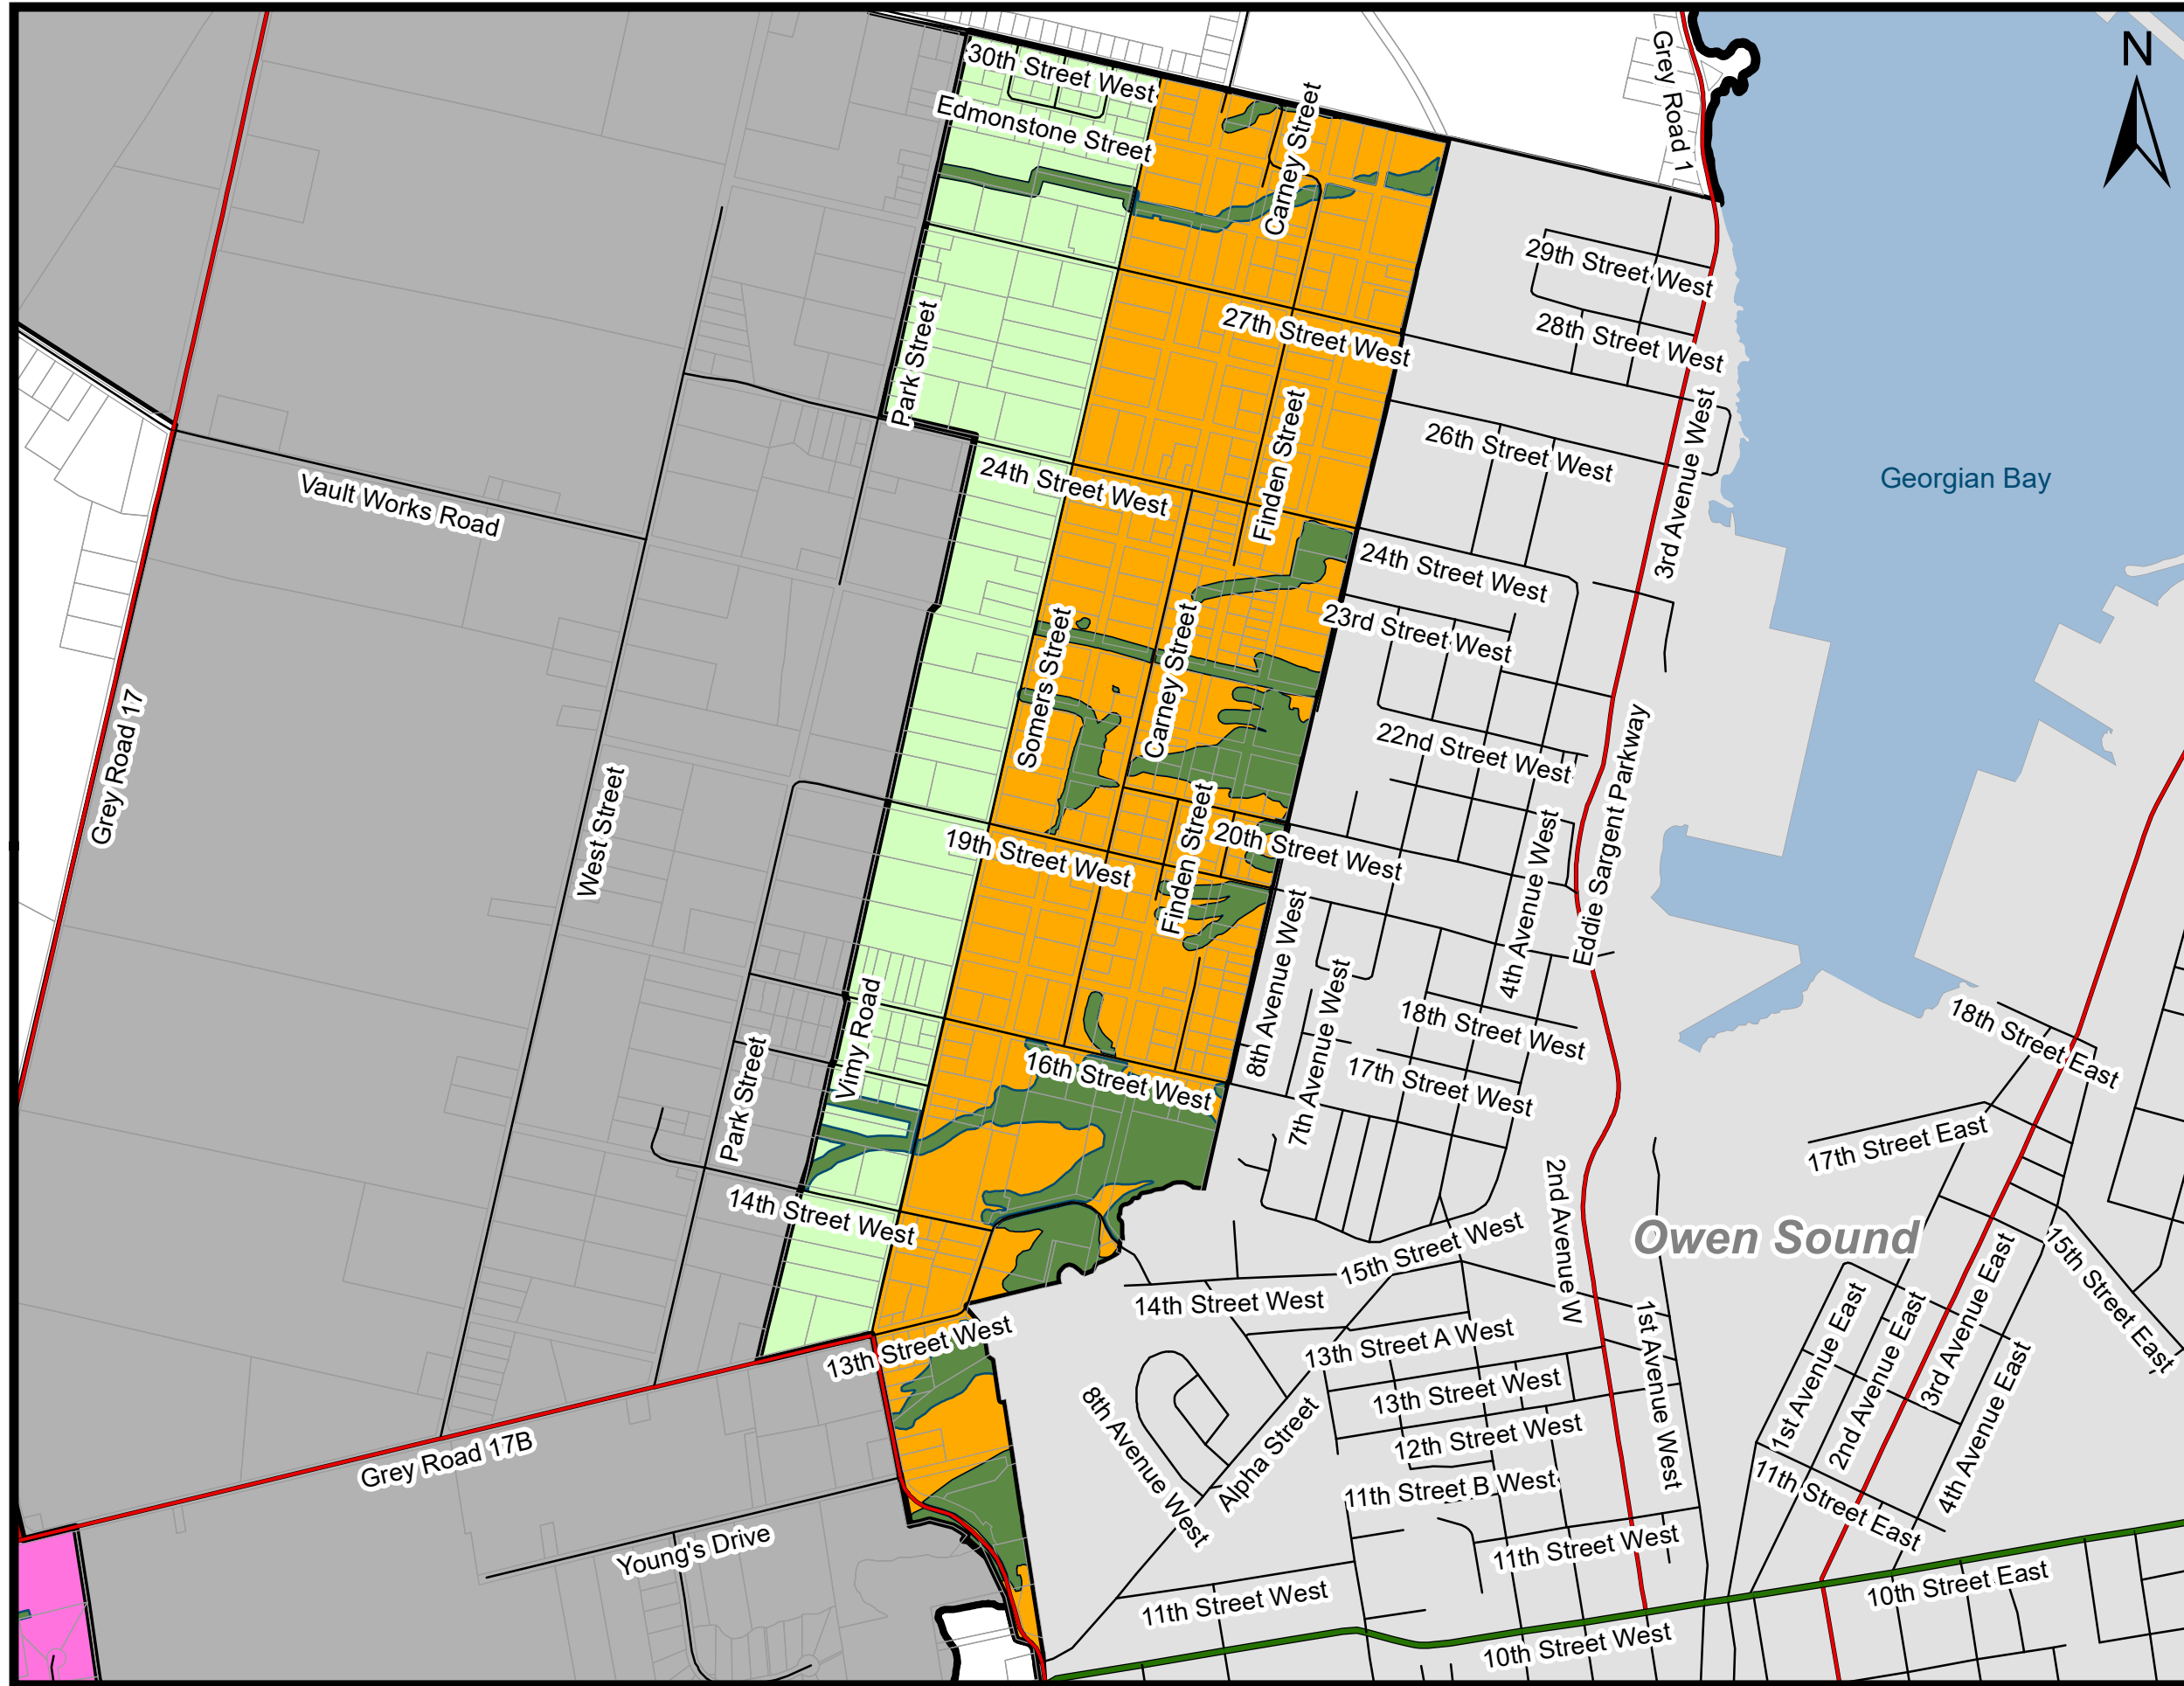 N
30th Street West
Edmonstone Street
Carney Street
Grey Road 1
29th Street West
28th Street West
27th Street West
Park Street
Finden Street
26th Street West
3rd Avenue West
Georgian Bay
24th Street West
Vault Works Road
24th Street West
23rd Street West
Somers Street
Carney Street
Grey Road 17
West Street
22nd Street West
Eddie Sargent Parkway
19th Street West
Finden Street
20th Street West
4th Avenue West
8th Avenue West
7th Avenue West
18th Street West
18th Street East
Vimy Road
Park Street
16th Street West
17th Street West
17th Street East
14th Street West
2nd Avenue W
Owen Sound
15th Street West
15th Street East
14th Street West
13th Street West
13th Street A West
1st Avenue West
1st Avenue East
2nd Avenue East
3rd Avenue East
4th Avenue East
13th Street West
8th Avenue West
Alpha Street
12th Street West
Grey Road 17B
11th Street B West
11th Street East
Young's Drive
11th Street West
11th Street West
10th Street East
10th Street West